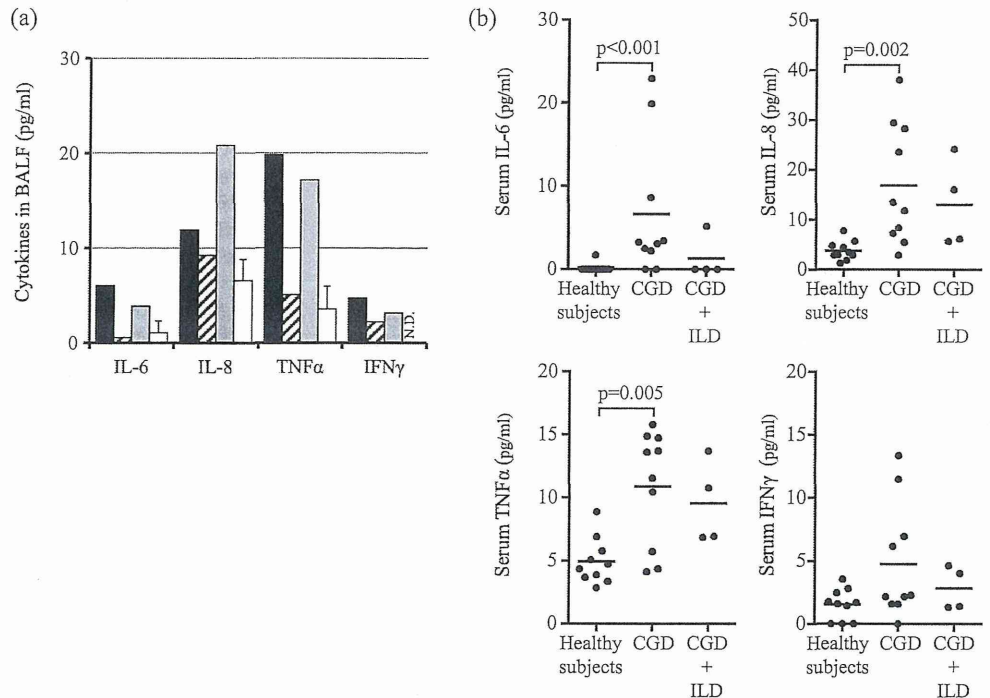 (a)
30
20
10
0
Cytokines in BALF (pg/ml)
N.D.
IL-6 IL-8 TNFα IFNγ
(b)
30
20
10
0
Serum IL-6 (pg/ml)
p<0.001
Healthy subjects
CGD
CGD
+
ILD
50
40
30
20
10
0
Serum IL-8 (pg/ml)
p=0.002
Healthy subjects
CGD
CGD
+
ILD
20
15
10
5
0
Serum TNFα (pg/ml)
p=0.005
Healthy subjects
CGD
CGD
+
ILD
20
15
10
5
0
Serum IFNγ (pg/ml)
Healthy subjects
CGD
CGD
+
ILD